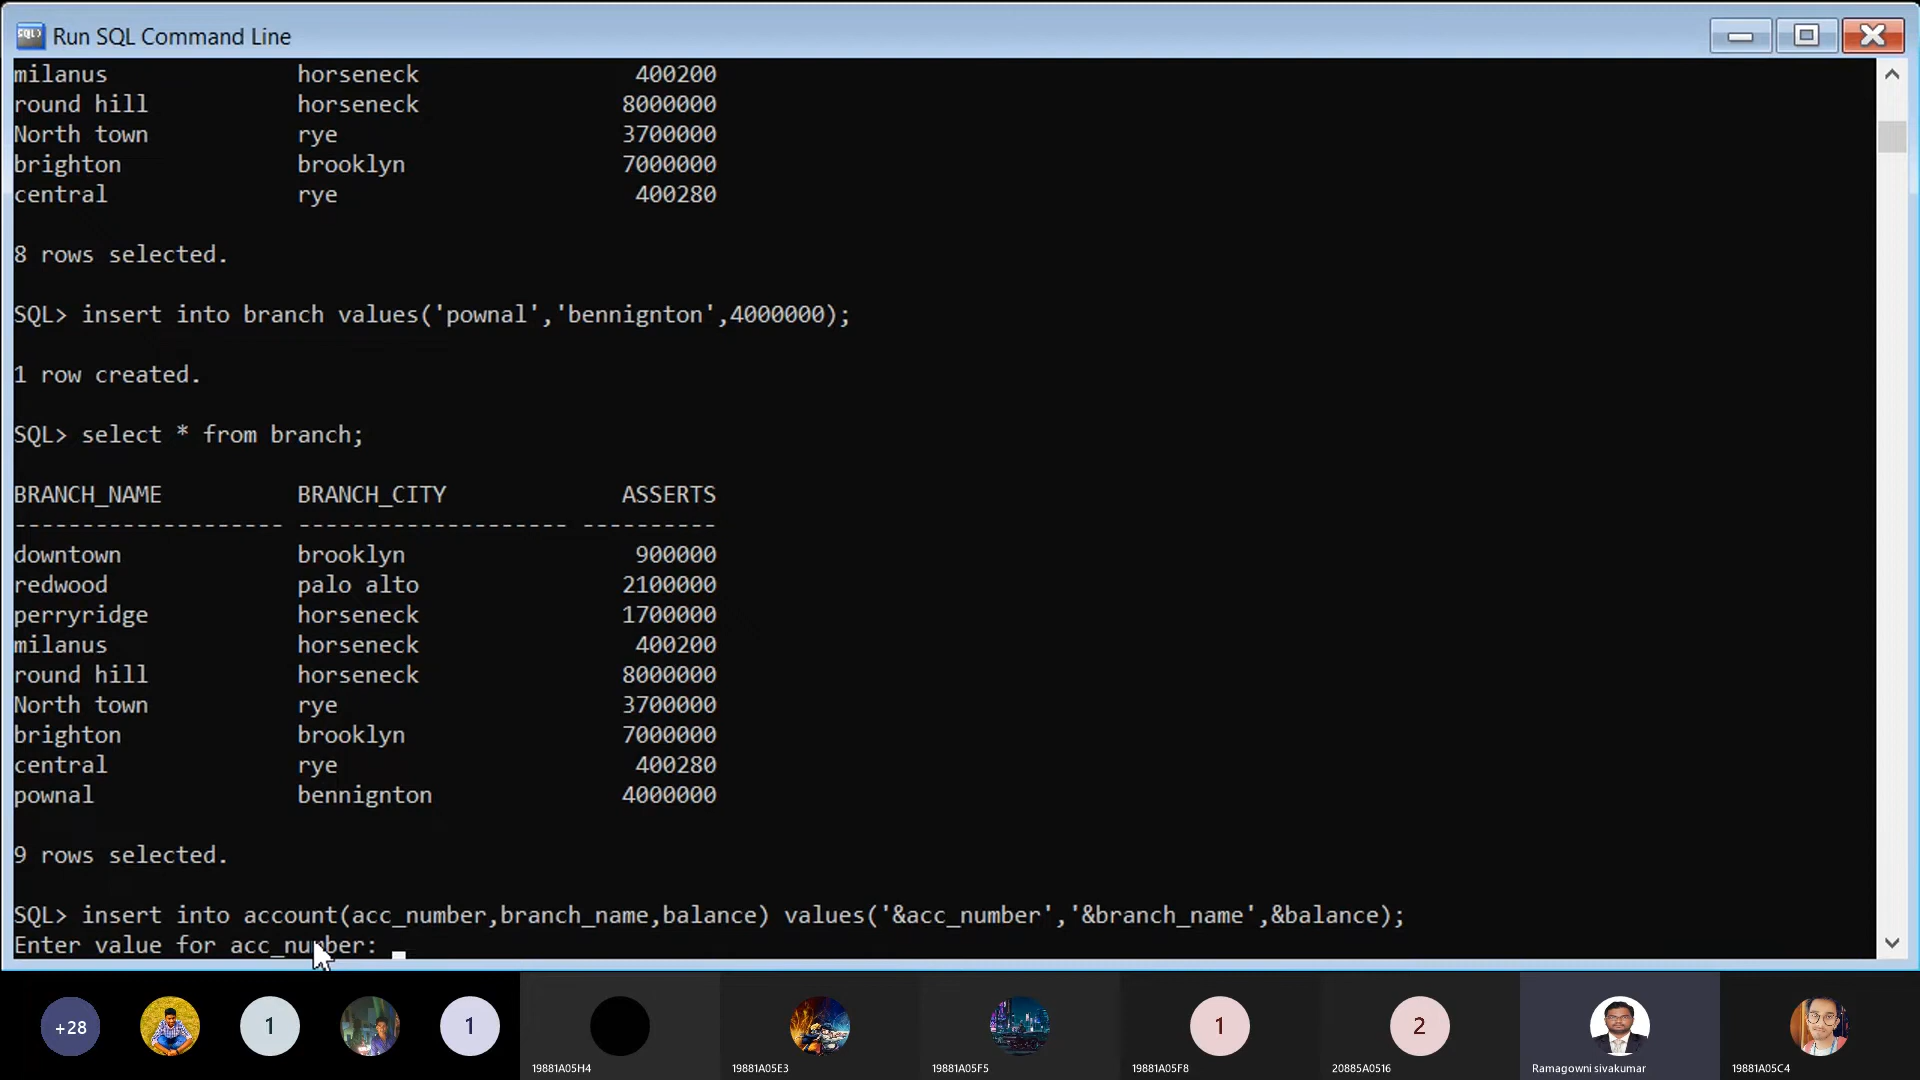 SQL> Run SQL Command Line
milanus horseneck 400200
round hill horseneck 8000000
North town rye 3700000
brighton brooklyn 7000000
central rye 400280
8 rows selected.
SQL> insert into branch values('pownal','bennignton',4000000);
1 row created.
SQL> select * from branch;
BRANCH_NAME BRANCH_CITY ASSERTS
-------------------- -------------------- ----------
downtown brooklyn 900000
redwood palo alto 2100000
perryridge horseneck 1700000
milanus horseneck 400200
round hill horseneck 8000000
North town rye 3700000
brighton brooklyn 7000000
central rye 400280
pownal bennignton 4000000
9 rows selected.
SQL> insert into account(acc_number,branch_name,balance) values('&acc_number','&branch_name',&balance);
Enter value for acc_number:
+28 1 1 1 2
19881A05H4 19881A05E3 19881A05F5 19881A05F8 20885A0516 Ramagowni sivakumar 19881A05C4